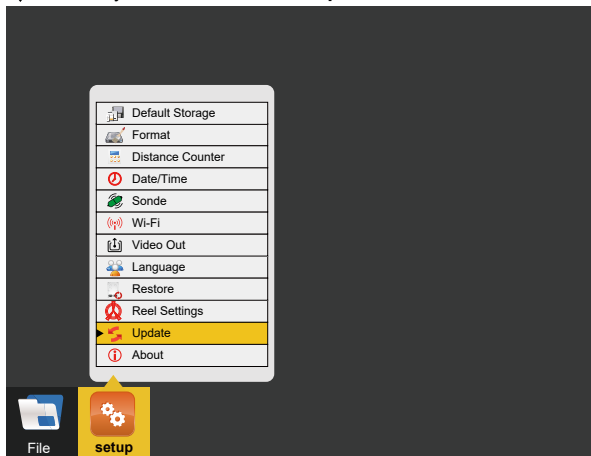 Default Storage
Format
Distance Counter
Date/Time
Sonde
Wi-Fi
Video Out
Language
Restore
Reel Settings
Update
About
File
setup